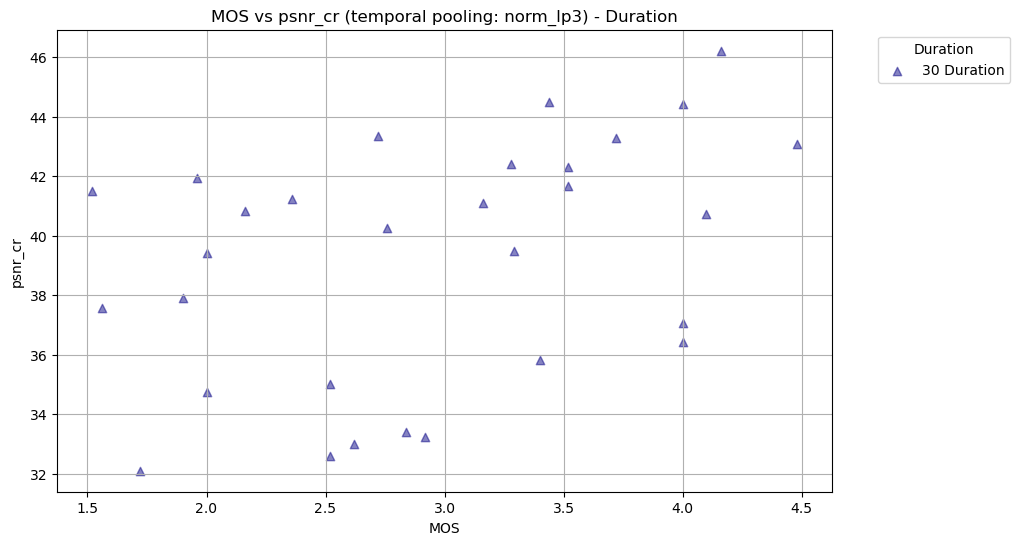 MOS vs psnr_cr (temporal pooling: norm_lp3) - Duration
Duration
30 Duration
psnr_cr
46
44
42
40
38
36
34
32
1.5 2.0 2.5 3.0 3.5 4.0 4.5
MOS